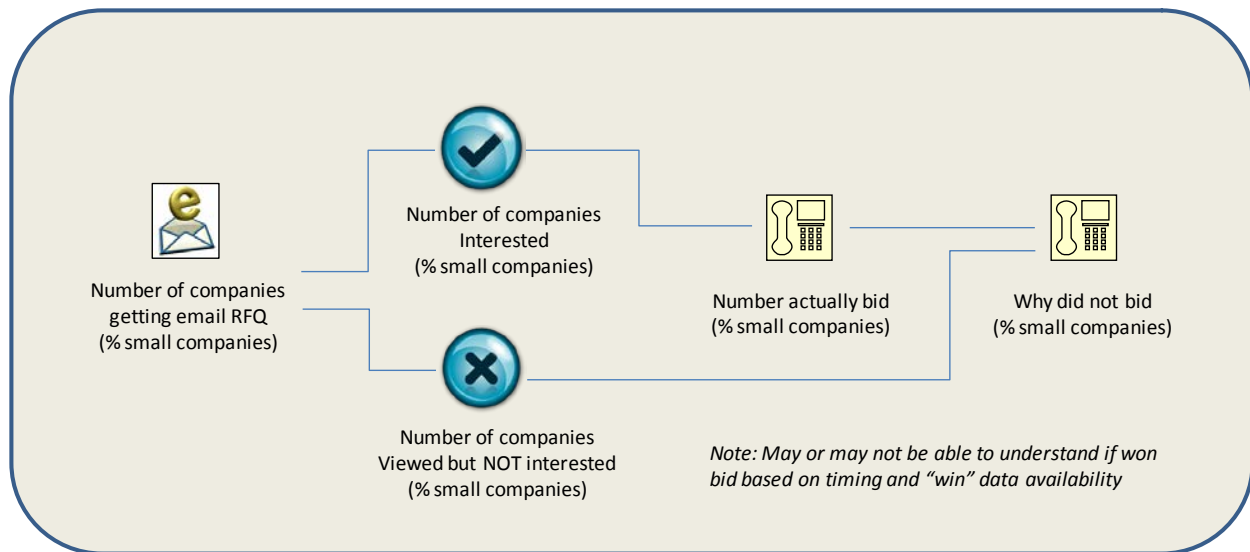 Number of companies
getting email RFQ
(% small companies)
Number of companies
Interested
(% small companies)
Number of companies
Viewed but NOT interested
(% small companies)
Number actually bid
(% small companies)
Why did not bid
(% small companies)
Note: May or may not be able to understand if won
bid based on timing and “win” data availability